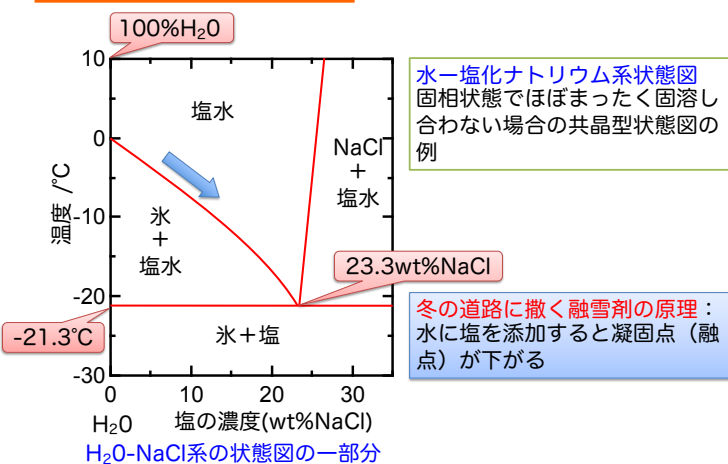 100%H₂0
10
0
-10
-20
-30
温度 /℃
塩水
NaCl
+
塩水
氷
+
塩水
23.3wt%NaCl
-21.3℃
氷+塩
0
10
20
30
H₂O
塩の濃度(wt%NaCl)
H₂0-NaCl系の状態図の一部分
水ー塩化ナトリウム系状態図
固相状態でほぼまったく固溶し
合わない場合の共晶型状態図の
例
冬の道路に撒く融雪剤の原理：
水に塩を添加すると凝固点（融
点）が下がる